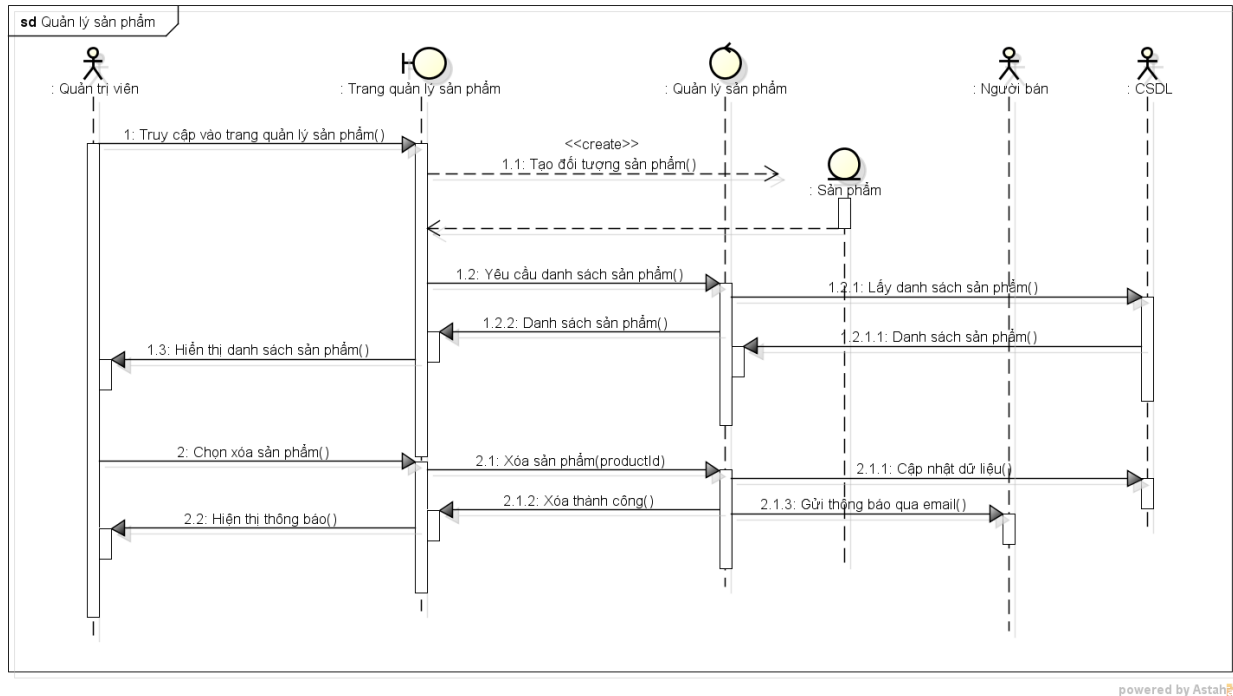 sd Quản lý sản phẩm
: Quản trị viên
: Trang quản lý sản phẩm
: Quản lý sản phẩm
: Người bán
: CSDL
1: Truy cập vào trang quản lý sản phẩm()
<<create>>
1.1: Tạo đối tượng sản phẩm()
: Sản phẩm
1.2: Yêu cầu danh sách sản phẩm()
1.2.1: Lấy danh sách sản phẩm()
1.2.2: Danh sách sản phẩm()
1.2.1.1: Danh sách sản phẩm()
1.3: Hiển thị danh sách sản phẩm()
2: Chọn xóa sản phẩm()
2.1: Xóa sản phẩm(productId)
2.1.1: Cập nhật dữ liệu()
2.1.2: Xóa thành công()
2.1.3: Gửi thông báo qua email()
2.2: Hiện thị thông báo()
powered by Astah